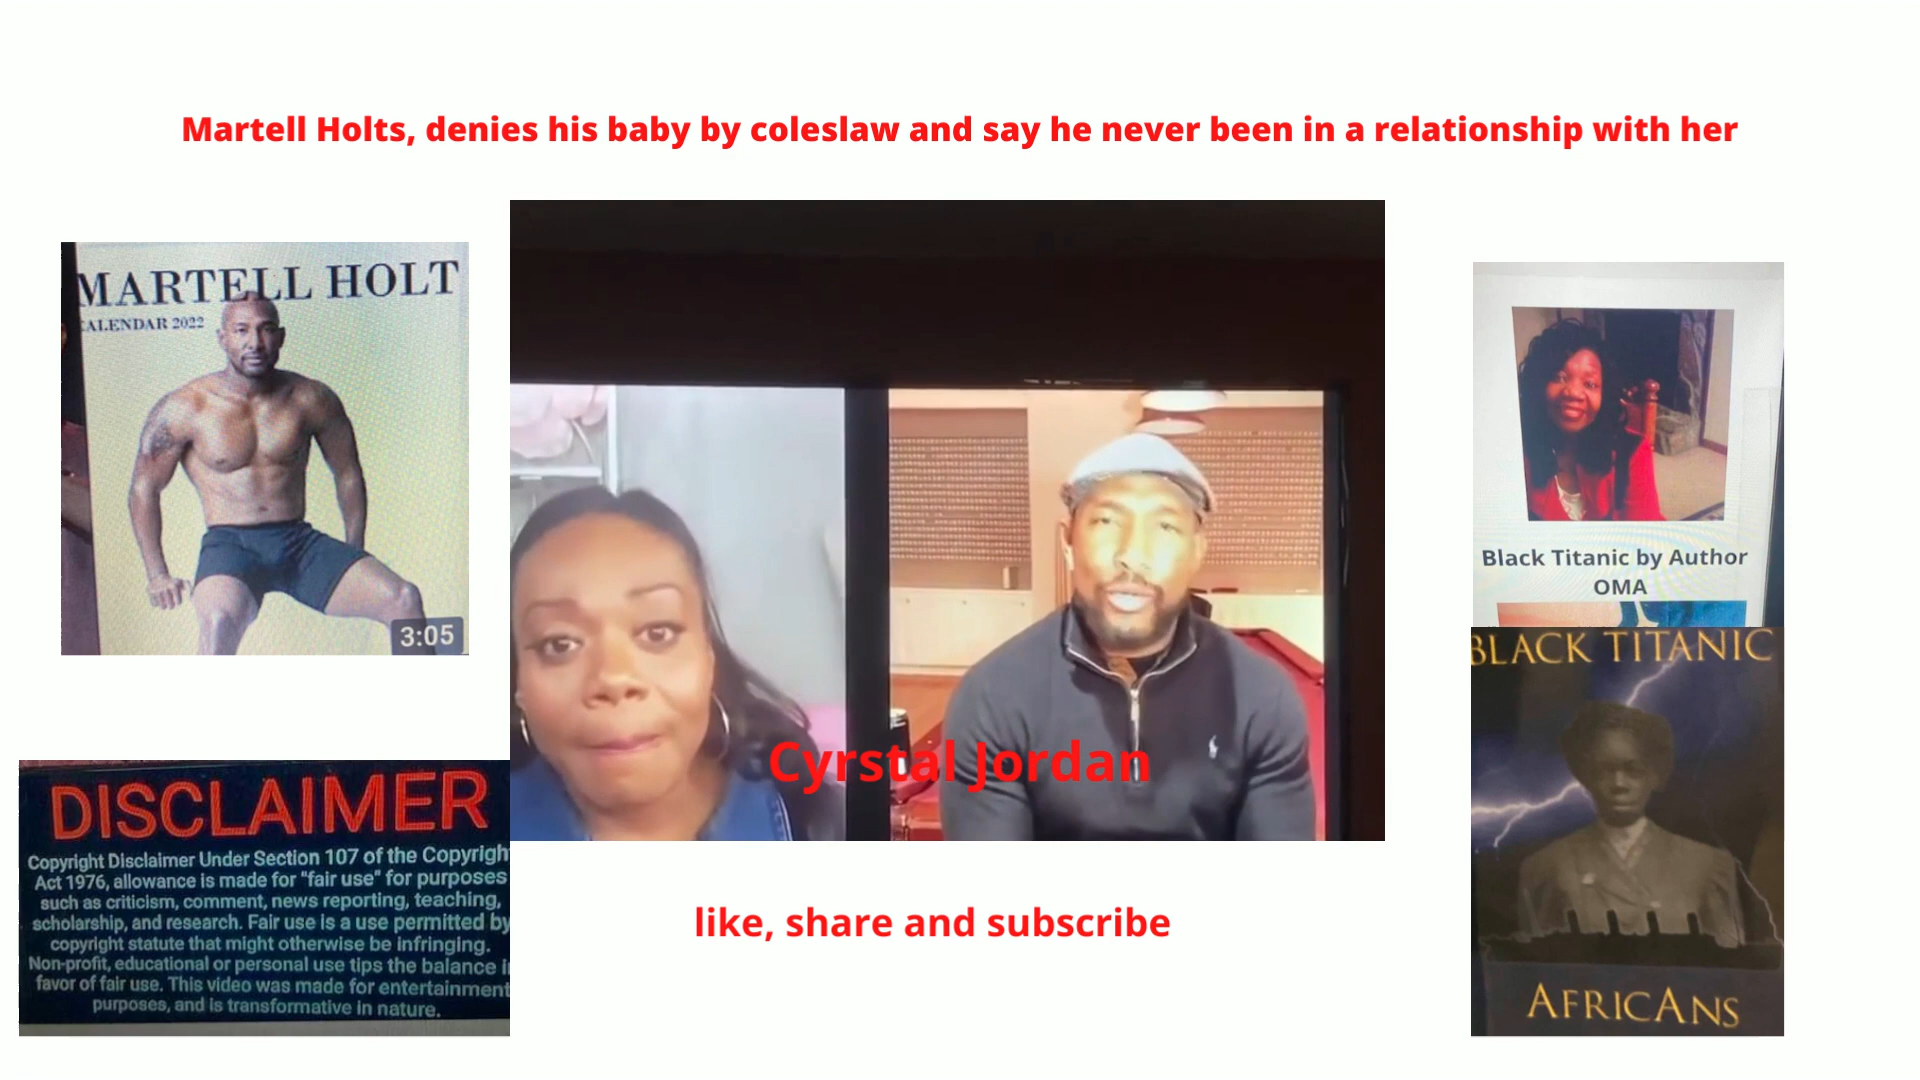 Martell Holts, denies his baby by coleslaw and say he never been in a relationship with her
MARTELL HOLT
ALENDAR 2022
3:05
Cyrstal Jordan
Black Titanic by Author
OMA
BLACK TITANIC
AFRICANS
DISCLAIMER
Copyright Disclaimer Under Section 107 of the Copyrigh
Act 1976, allowance is made for "fair use" for purposes
such as criticism, comment, news reporting, teaching,
scholarship, and research. Fair use is a use permitted by
copyright statute that might otherwise be infringing.
Non-profit, educational or personal use tips the balance i
favor of fair use. This video was made for entertainment
purposes, and is transformative in nature.
like, share and subscribe